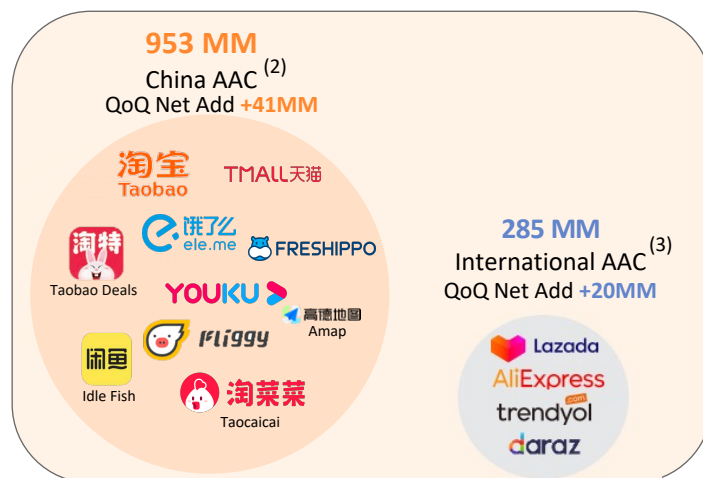 953 MM
China AAC (2)
QoQ Net Add +41MM
淘宝
Taobao
TMALL天猫
淘特
Taobao Deals
饿了么
ele.me
FRESHIPPO
YOUKU
高德地图
Amap
Fliggy
闲鱼
Idle Fish
淘菜菜
Taocaicai
285 MM
International AAC (3)
QoQ Net Add +20MM
Lazada
AliExpress
trendyol
.com
daraz